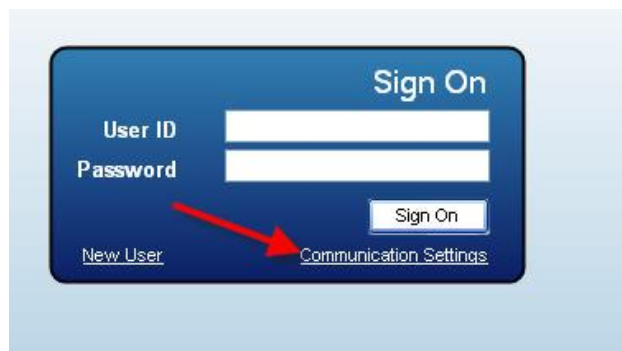 Sign On
User ID
Password
Sign On
New User Communication Settings